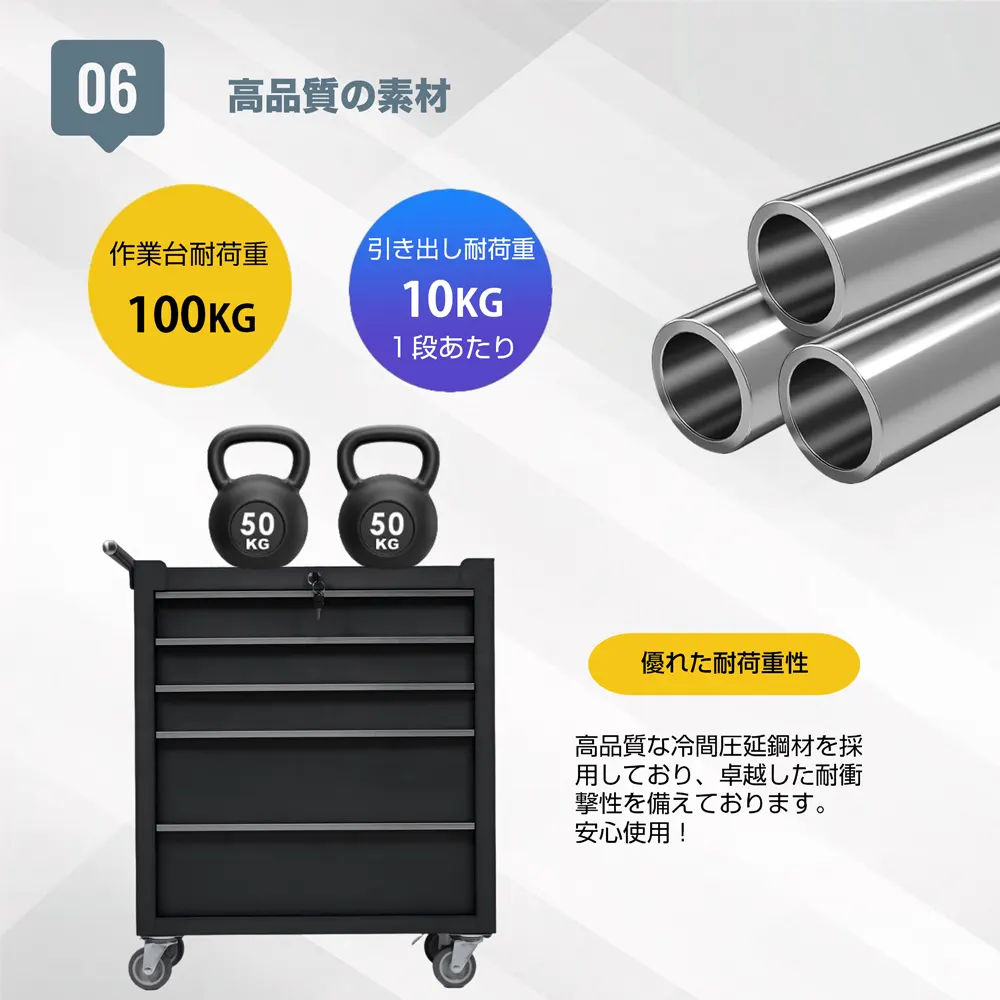 06
高品質の素材
作業台耐荷重
100KG
引き出し耐荷重
10KG
1段あたり
50
KG
50
KG
優れた耐荷重性
高品質な冷間圧延鋼材を採
用しており、卓越した耐衝
撃性を備えております。
安心使用！